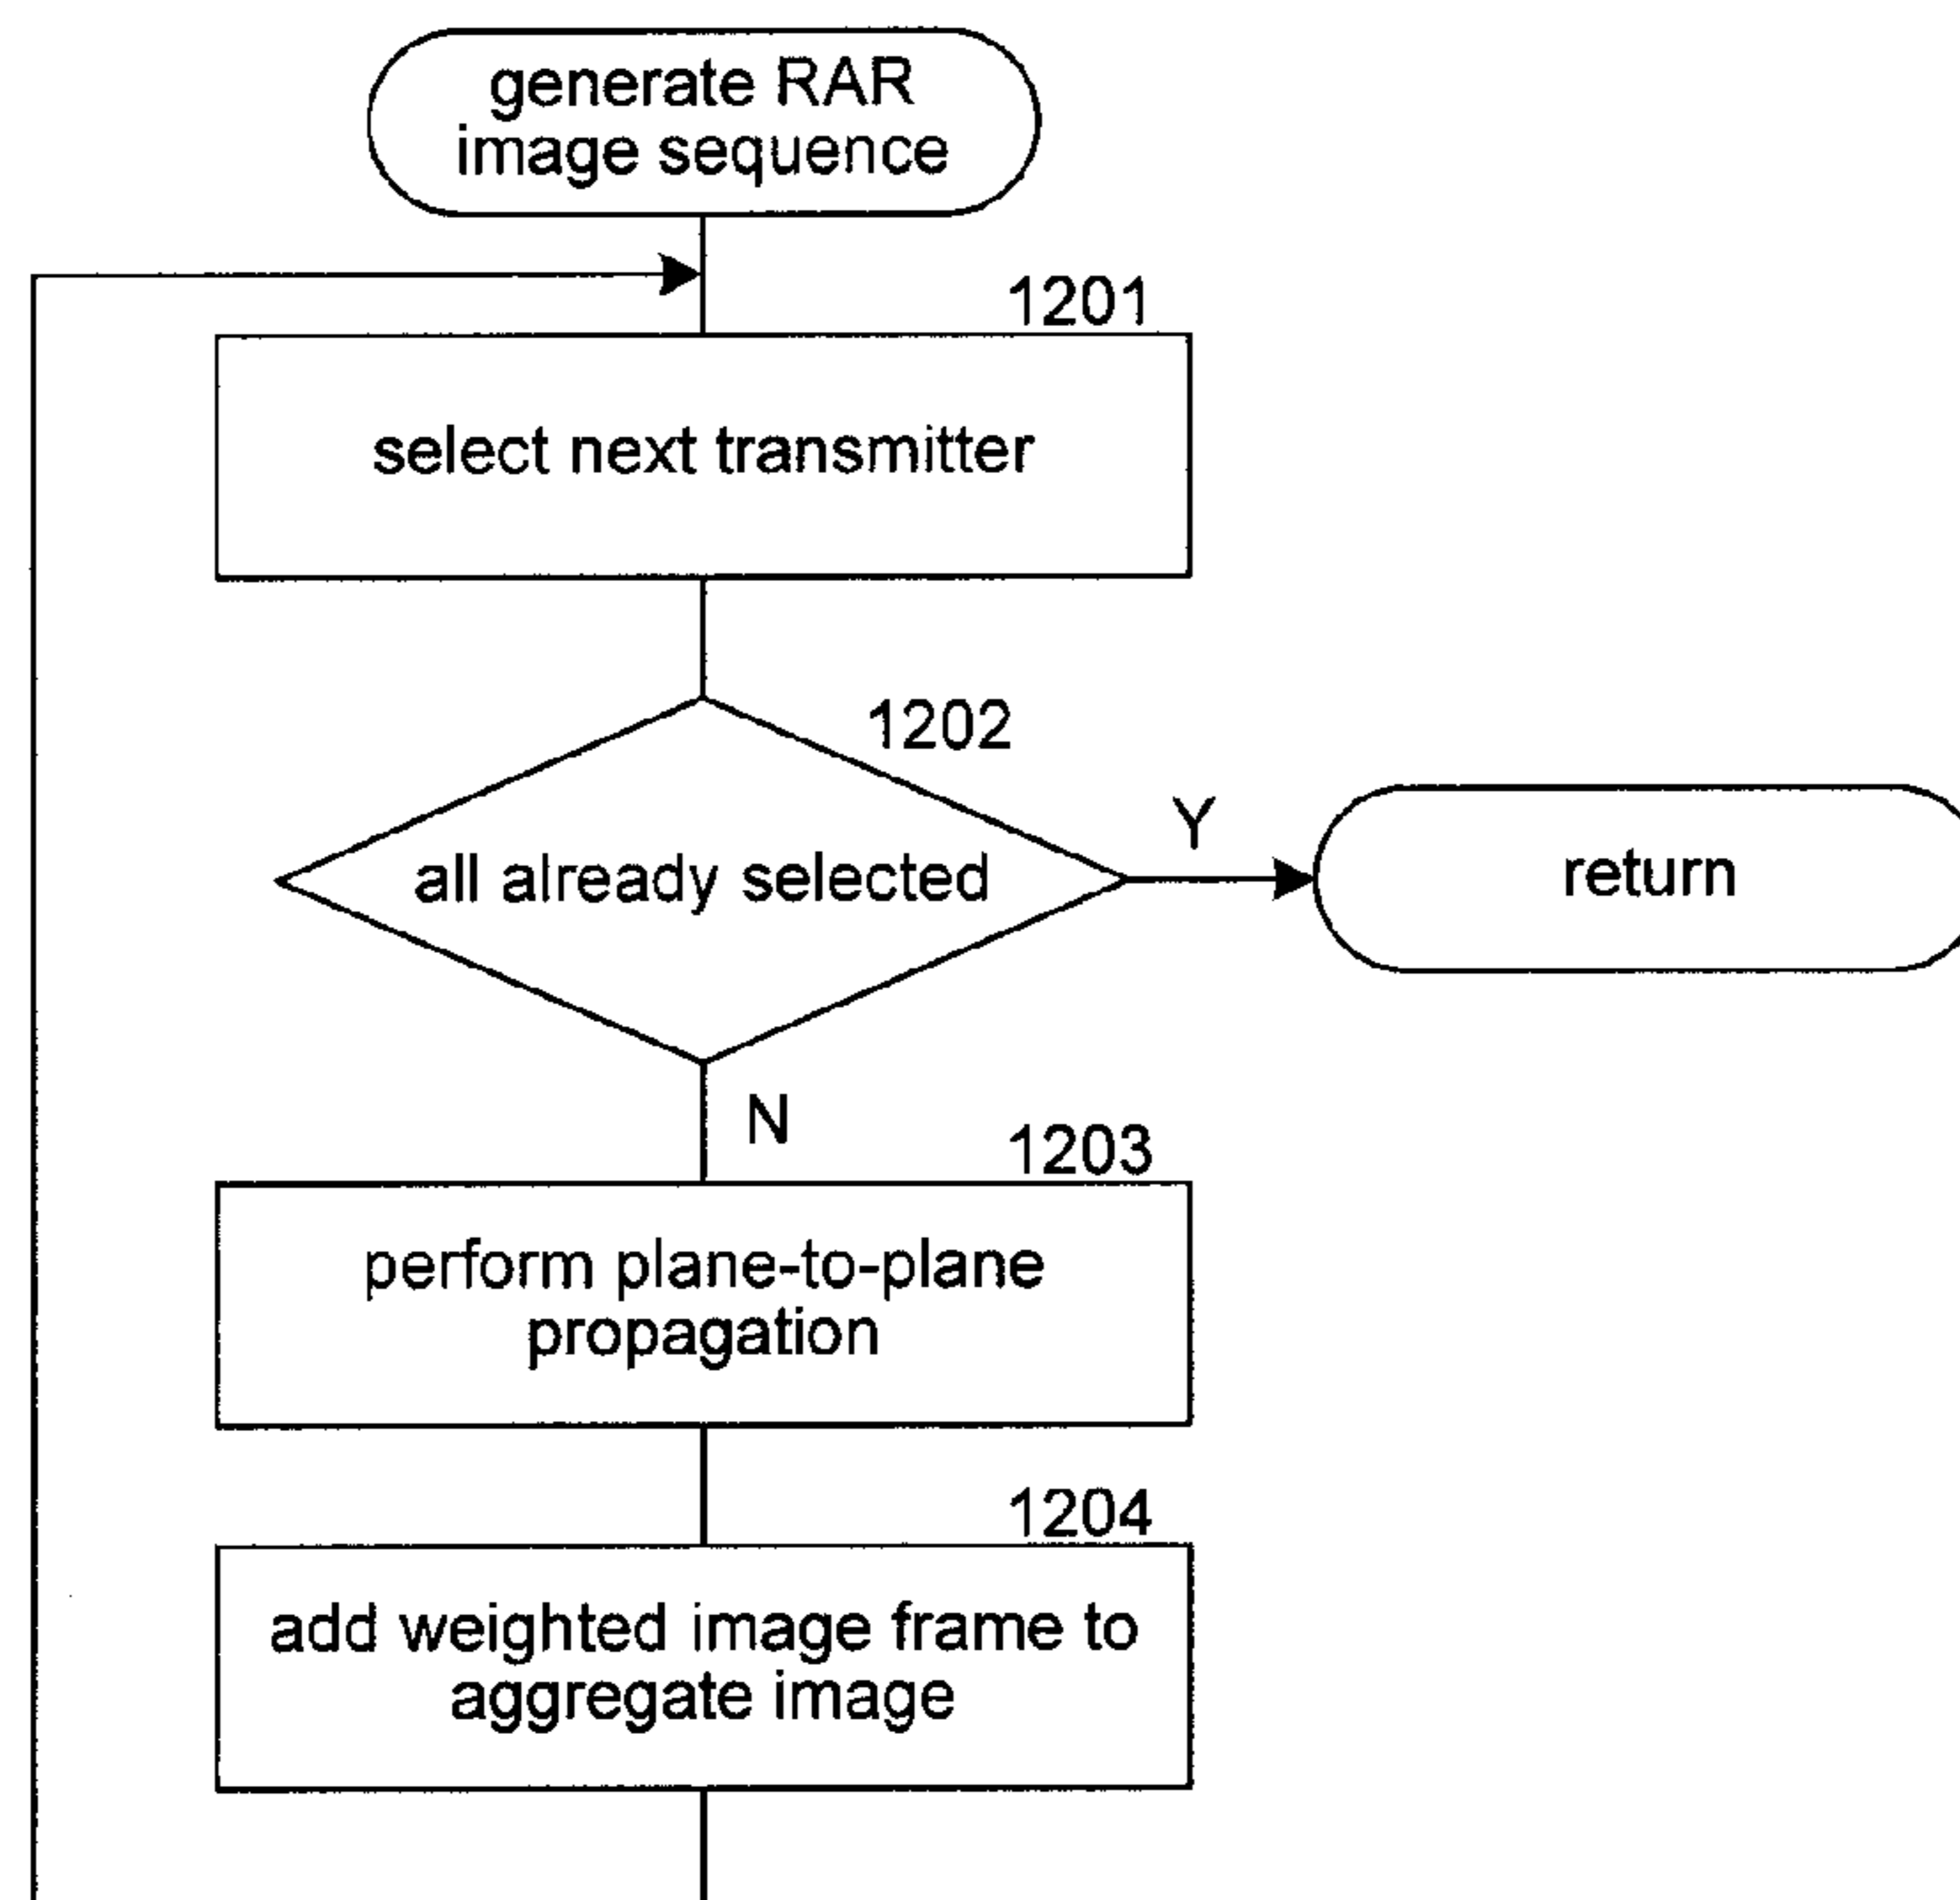 generate RAR
image sequence
1201
select next transmitter
1202
all already selected
Y
return
N
1203
perform plane-to-plane
propagation
1204
add weighted image frame to
aggregate image